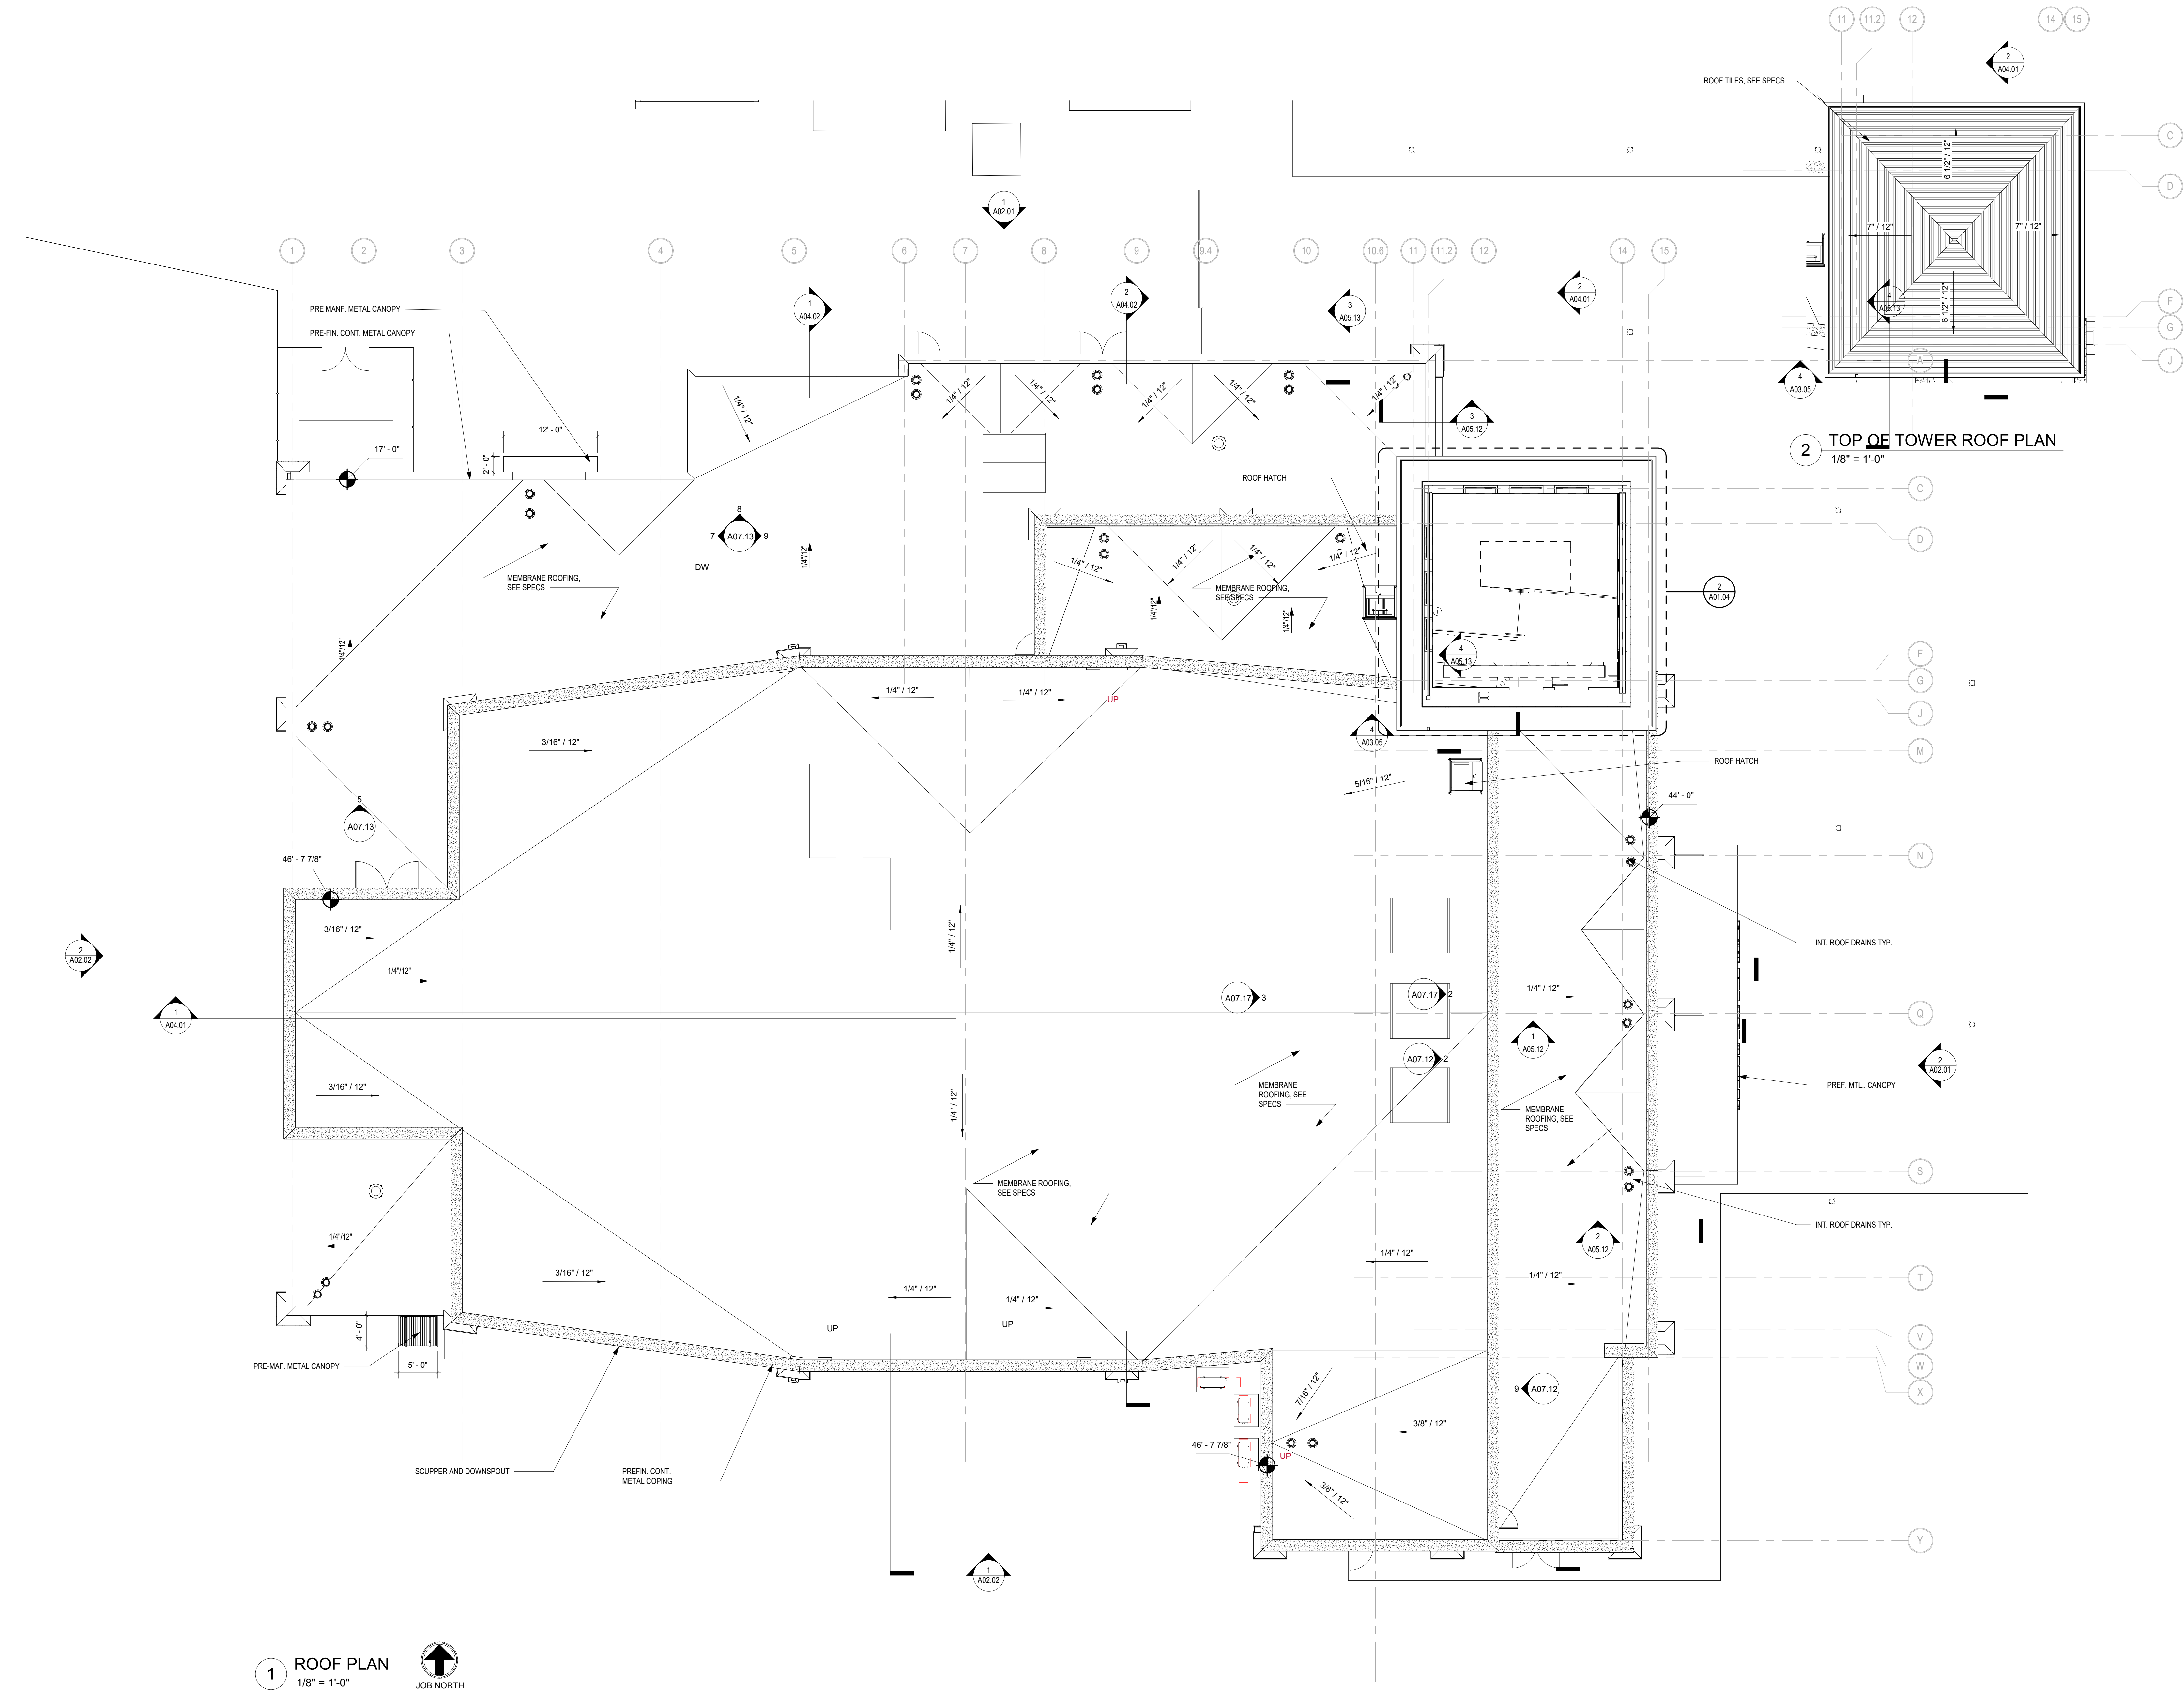 11 11.2 12 14 15
2
A04.01
ROOF TILES, SEE SPECS.
C
D
6 1/2" / 12"
7" / 12"
7" / 12"
6 1/2" / 12"
4
A05.13
F
G
J
A
4
A03.05
2 TOP OF TOWER ROOF PLAN
1/8" = 1'-0"
1
A02.01
1 2 3 4 5 6 7 8 9 9.4 10 10.6 11 11.2 12 14 15
PRE MANF. METAL CANOPY
PRE-FIN. CONT. METAL CANOPY
1
A04.02
2
A04.02
3
A05.13
2
A04.01
1/4" / 12"
1/4" / 12"
1/4" / 12"
1/4" / 12"
1/4" / 12"
1/4" / 12"
3
A05.12
12' - 0"
2' - 0"
17' - 0"
ROOF HATCH
C
D
8
7 A07.13 9
DW
1/4"/12"
MEMBRANE ROOFING,
SEE SPECS
1/4" / 12"
1/4" / 12"
1/4" / 12"
1/4" / 12"
MEMBRANE ROOFING,
SEE SPECS
1/4"/12"
1/4"/12"
2
A01.04
1/4"/12"
4
A05.13
F
G
J
M
1/4" / 12"
1/4" / 12"
UP
4
A03.05
3/16" / 12"
5/16" / 12"
ROOF HATCH
44' - 0"
5
A07.13
46' - 7 7/8"
N
3/16" / 12"
1/4" / 12"
INT. ROOF DRAINS TYP.
2
A02.02
1/4"/12"
1
A04.01
A07.17 3
A07.17 2
1/4" / 12"
Q
1
A05.12
A07.12 2
2
A02.01
3/16" / 12"
1/4" / 12"
MEMBRANE
ROOFING, SEE
SPECS
MEMBRANE
ROOFING, SEE
SPECS
PREF. MTL.. CANOPY
S
MEMBRANE ROOFING,
SEE SPECS
INT. ROOF DRAINS TYP.
1/4"/12"
2
A05.12
1/4" / 12"
3/16" / 12"
1/4" / 12"
T
1/4" / 12"
1/4" / 12"
UP
UP
V
W
X
4' - 0"
5' - 0"
PRE-MAF. METAL CANOPY
7/16" / 12"
9 A07.12
3/8" / 12"
46' - 7 7/8"
UP
3/8" / 12"
SCUPPER AND DOWNSPOUT
PREFIN. CONT.
METAL COPING
Y
1
A02.02
1 ROOF PLAN
1/8" = 1'-0"
JOB NORTH